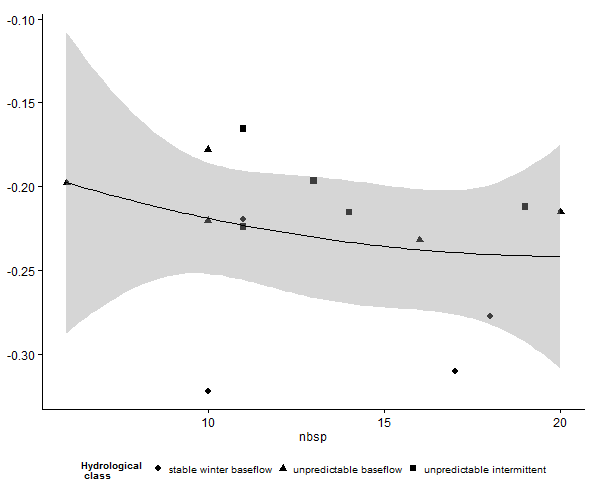 -0.10
-0.15
-0.20
-0.25
-0.30
10 15 20
nbsp
Hydrological class stable winter baseflow unpredictable baseflow unpredictable intermittent